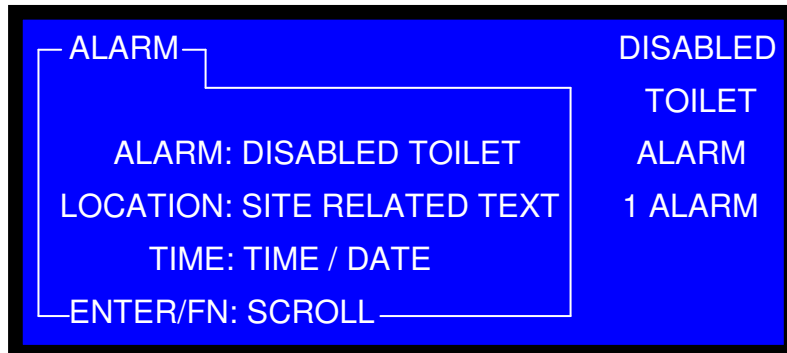 ALARM
ALARM: DISABLED TOILET
LOCATION: SITE RELATED TEXT
TIME: TIME / DATE
ENTER/FN: SCROLL
DISABLED
TOILET
ALARM
1 ALARM